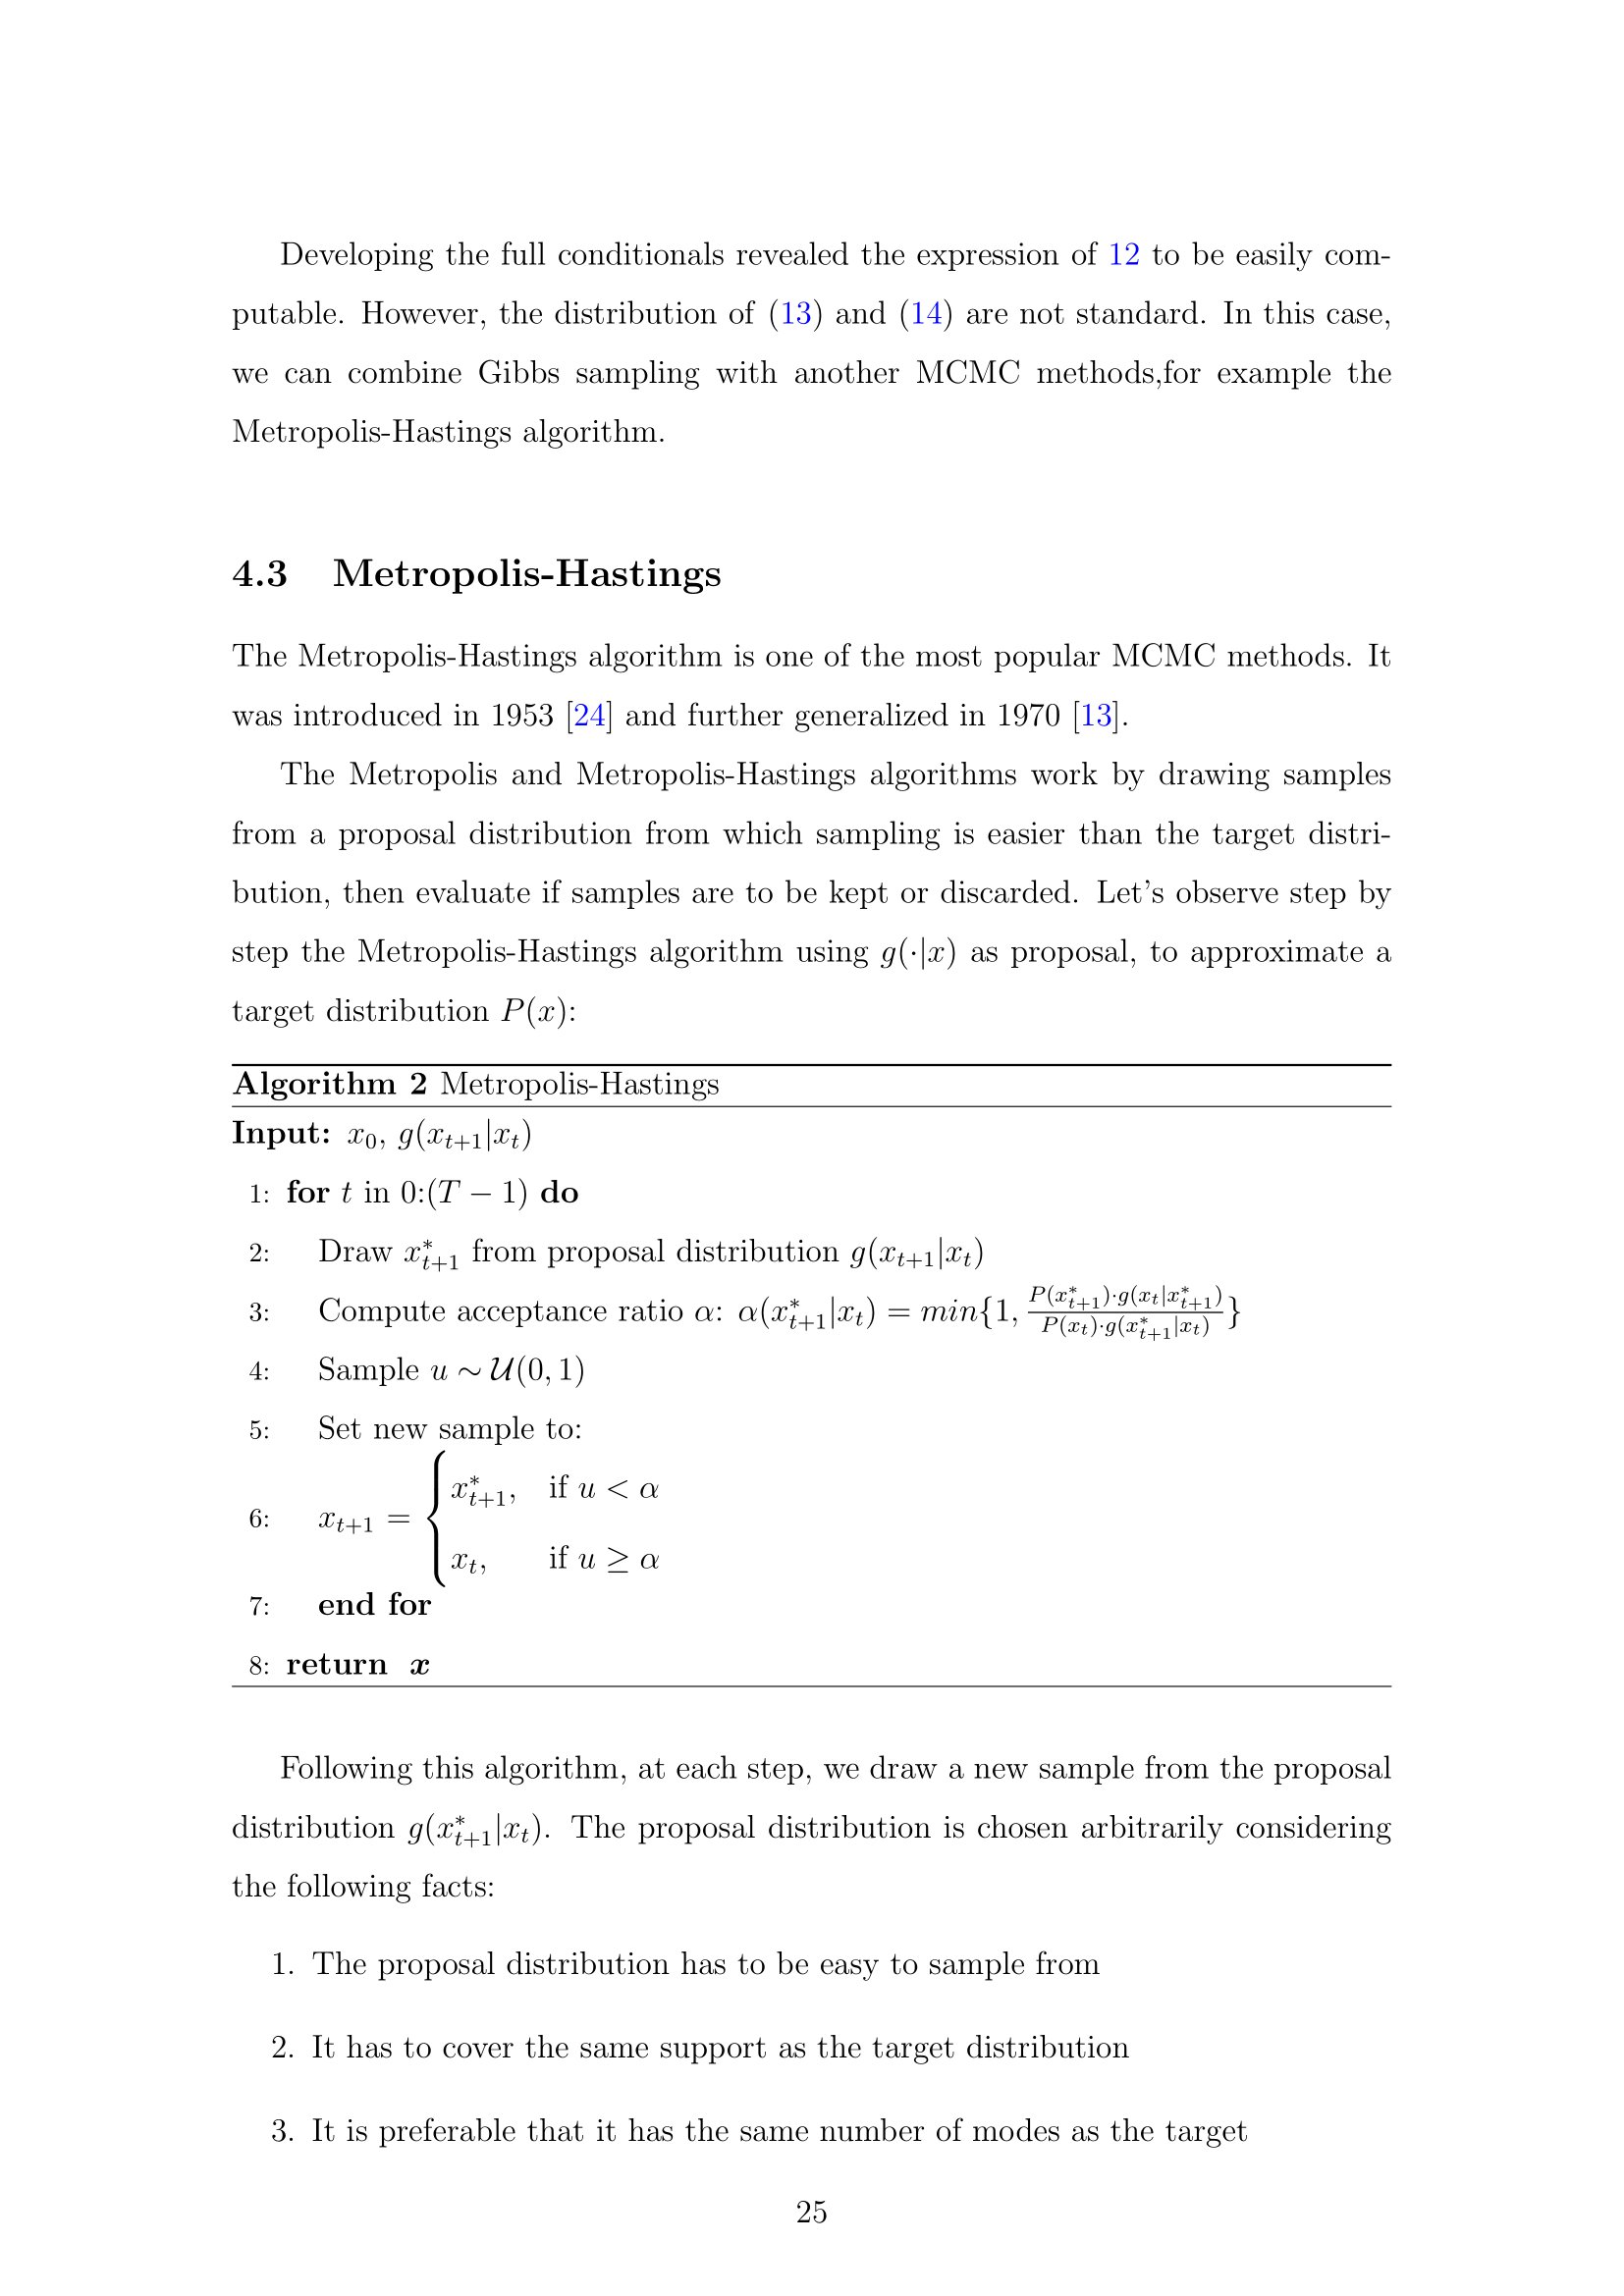 Developing the full conditionals revealed the expression of 12 to be easily com-
putable. However, the distribution of (13) and (14) are not standard. In this case,
we can combine Gibbs sampling with another MCMC methods,for example the
Metropolis-Hastings algorithm.
4.3 Metropolis-Hastings
The Metropolis-Hastings algorithm is one of the most popular MCMC methods. It
was introduced in 1953 [24] and further generalized in 1970 [13].
The Metropolis and Metropolis-Hastings algorithms work by drawing samples
from a proposal distribution from which sampling is easier than the target distri-
bution, then evaluate if samples are to be kept or discarded. Let's observe step by
step the Metropolis-Hastings algorithm using $g(\cdot|x)$ as proposal, to approximate a
target distribution $P(x)$:
Algorithm 2 Metropolis-Hastings
Input: $x_0$, $g(x_{t+1}|x_t)$
1: for $t$ in 0:$(T-1)$ do
2: Draw $x^*_{t+1}$ from proposal distribution $g(x_{t+1}|x_t)$
3: Compute acceptance ratio $\alpha$: $\alpha(x^*_{t+1}|x_t) = min\{1, \frac{P(x^*_{t+1})\cdot g(x_t|x^*_{t+1})}{P(x_t)\cdot g(x^*_{t+1}|x_t)}\}$
4: Sample $u \sim \mathcal{U}(0,1)$
5: Set new sample to:
6: $x_{t+1} = \begin{cases} x^*_{t+1}, & \text{if } u < \alpha \\ x_t, & \text{if } u \geq \alpha \end{cases}$
7: end for
8: return $\boldsymbol{x}$
Following this algorithm, at each step, we draw a new sample from the proposal
distribution $g(x^*_{t+1}|x_t)$. The proposal distribution is chosen arbitrarily considering
the following facts:
1. The proposal distribution has to be easy to sample from
2. It has to cover the same support as the target distribution
3. It is preferable that it has the same number of modes as the target
25